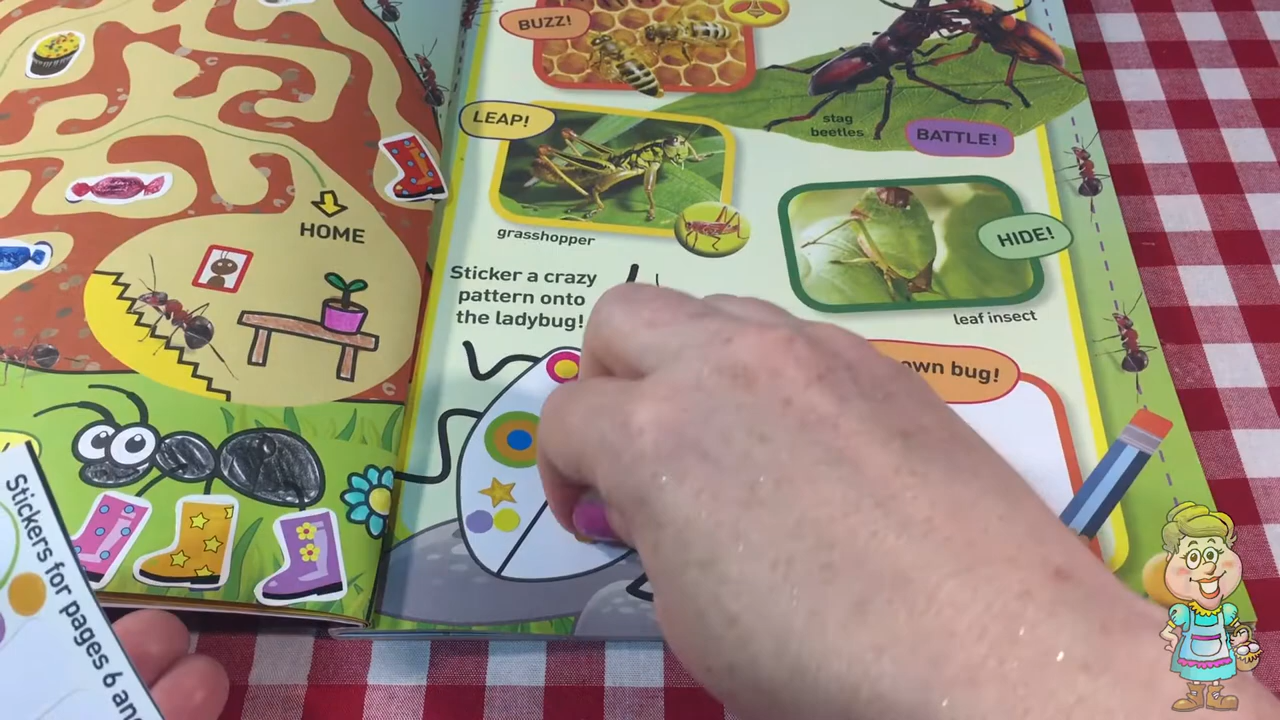 BUZZ!
LEAP!
stag
beetles
BATTLE!
HOME
grasshopper
HIDE!
Sticker a crazy
pattern onto
the ladybug!
leaf insect
own bug!
Stickers for pages 6 and